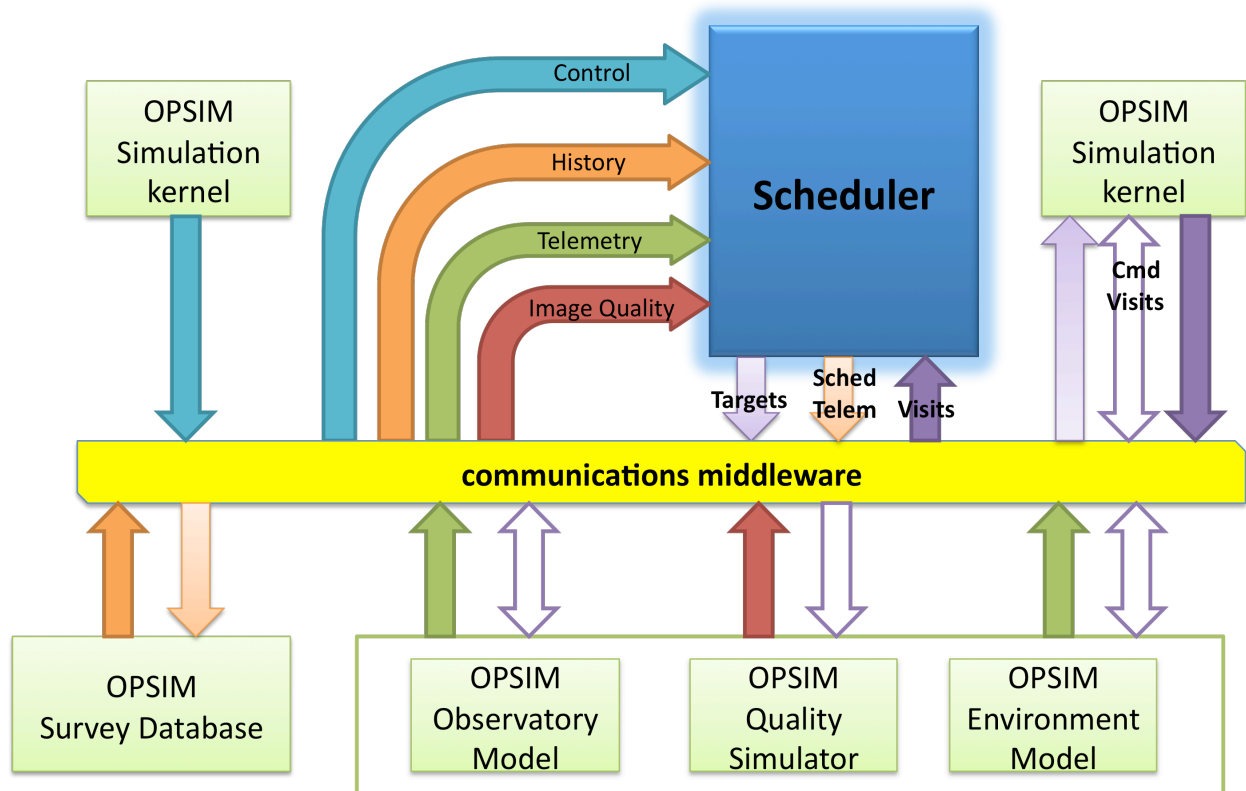 Control
OPSIM
Simulation
kernel
History
Telemetry
Image Quality
Scheduler
OPSIM
Simulation
kernel
Cmd
Visits
Targets
Sched
Telem
Visits
communications middleware
OPSIM
Survey Database
OPSIM
Observatory
Model
OPSIM
Quality
Simulator
OPSIM
Environment
Model